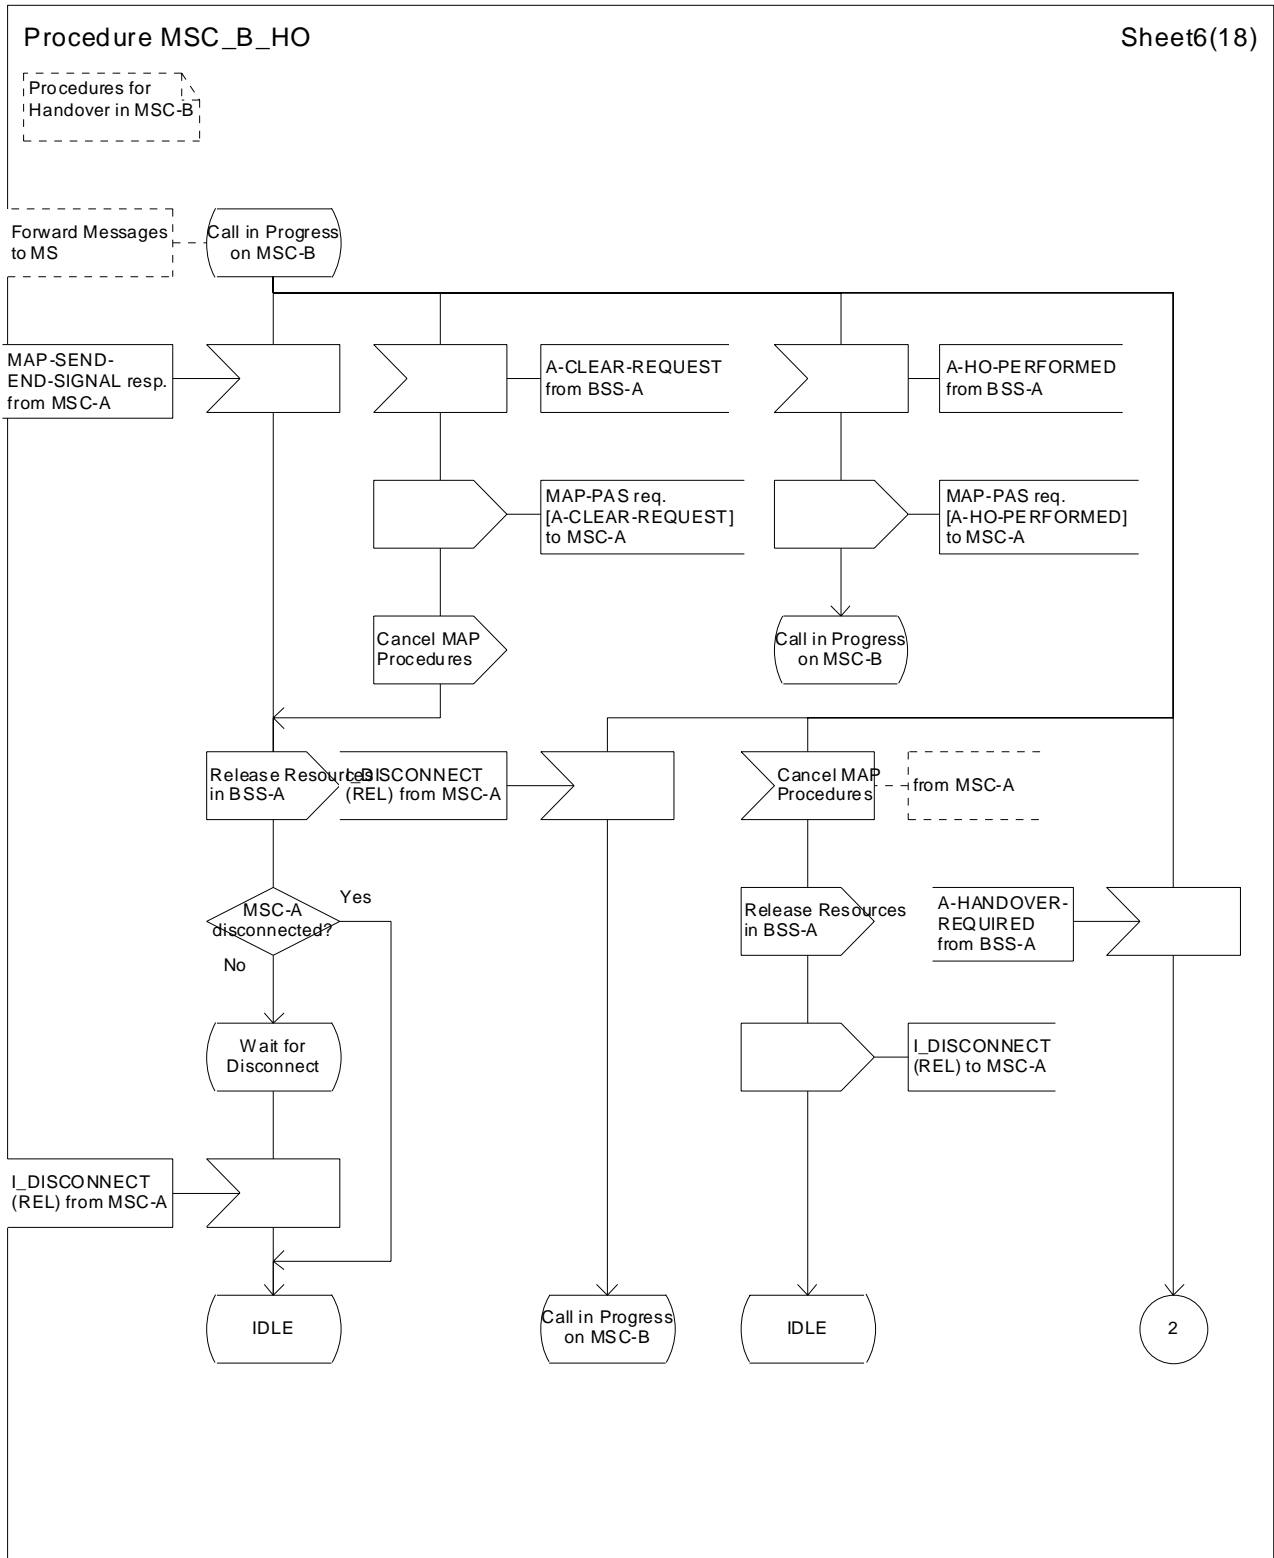 Procedure MSC_B_HO
Sheet6(18)
Procedures for
Handover in MSC-B
Forward Messages
to MS
Call in Progress
on MSC-B
MAP-SEND-
END-SIGNAL resp.
from MSC-A
A-CLEAR-REQUEST
from BSS-A
A-HO-PERFORMED
from BSS-A
MAP-PAS req.
[A-CLEAR-REQUEST]
to MSC-A
MAP-PAS req.
[A-HO-PERFORMED]
to MSC-A
Cancel MAP
Procedures
Call in Progress
on MSC-B
Release Resources
in BSS-A
I_DISCONNECT
(REL) from MSC-A
Cancel MAP
Procedures
from MSC-A
MSC-A
disconnected?
Yes
No
Release Resources
in BSS-A
A-HANDOVER-
REQUIRED
from BSS-A
Wait for
Disconnect
I_DISCONNECT
(REL) to MSC-A
I_DISCONNECT
(REL) from MSC-A
IDLE
Call in Progress
on MSC-B
IDLE
2